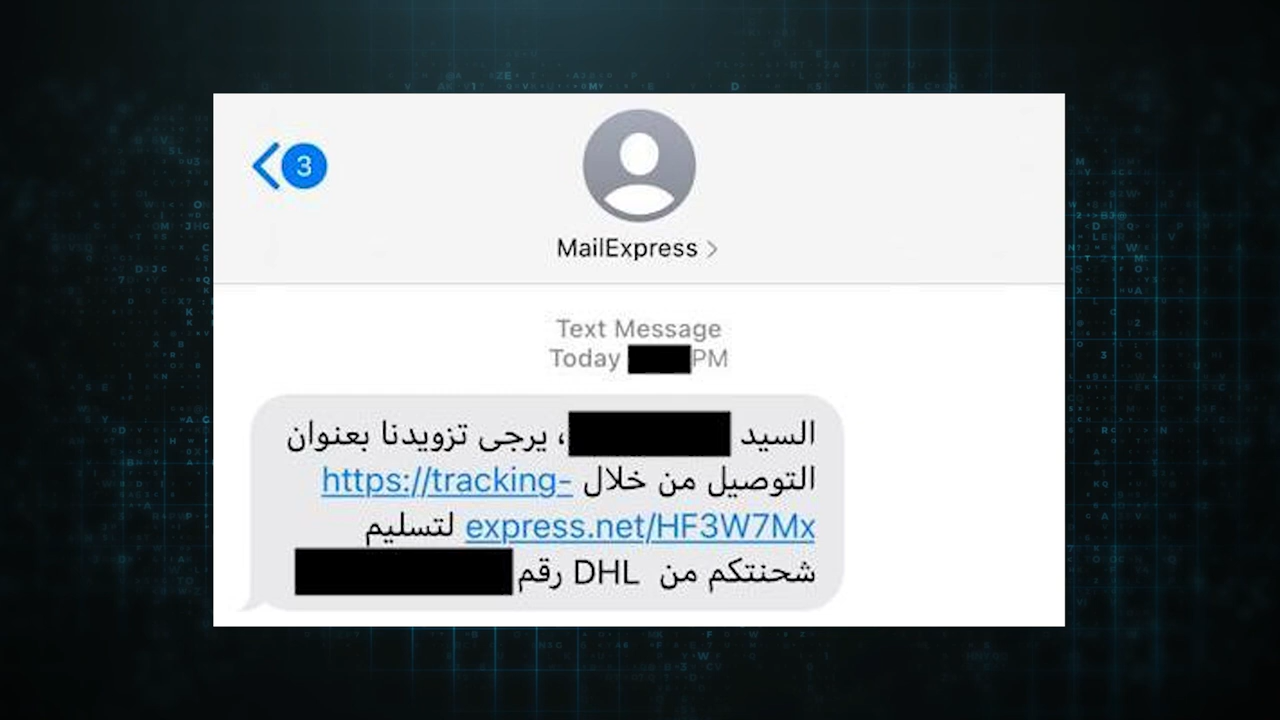 3
MailExpress
Text Message
Today PM
السيد ، يرجى تزويدنا بعنوان
التوصيل من خلال https://tracking-
express.net/HF3W7Mx لتسليم
شحنتكم من DHL رقم